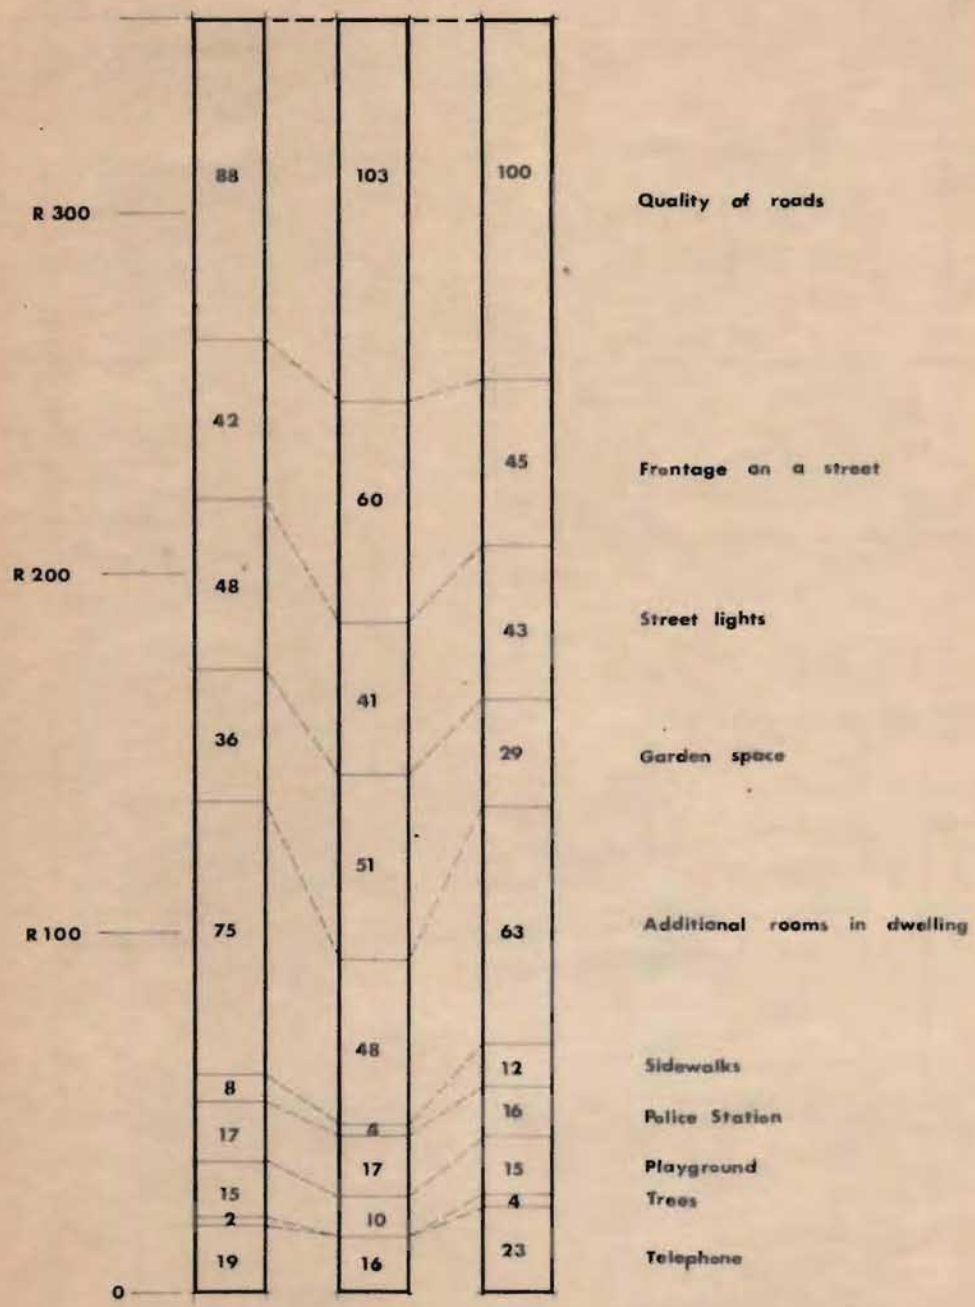 88 103 100 Quality of roads
R 300
42 45 Frontage on a street
60
R 200 48 Street lights
43
41
36 29 Garden space
51
R 100 75 63 Additional rooms in dwelling
48
8 12 Sidewalks
17 16 Police Station
17 15 Playground
15 4 Trees
2 10
19 16 23 Telephone
0